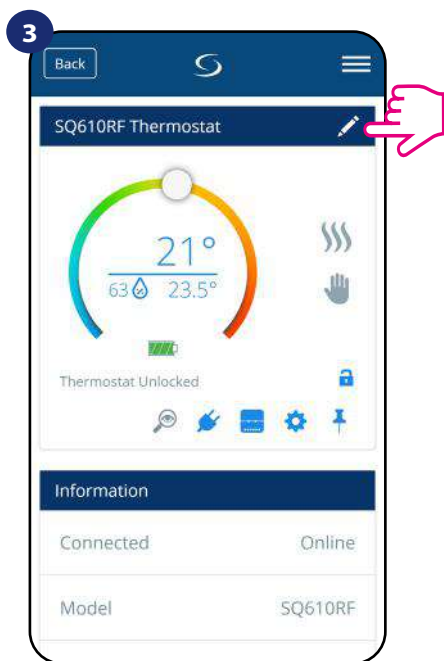 3
Back
SQ610RF Thermostat
21°
63 23.5°
Thermostat Unlocked
Information
Connected Online
Model SQ610RF